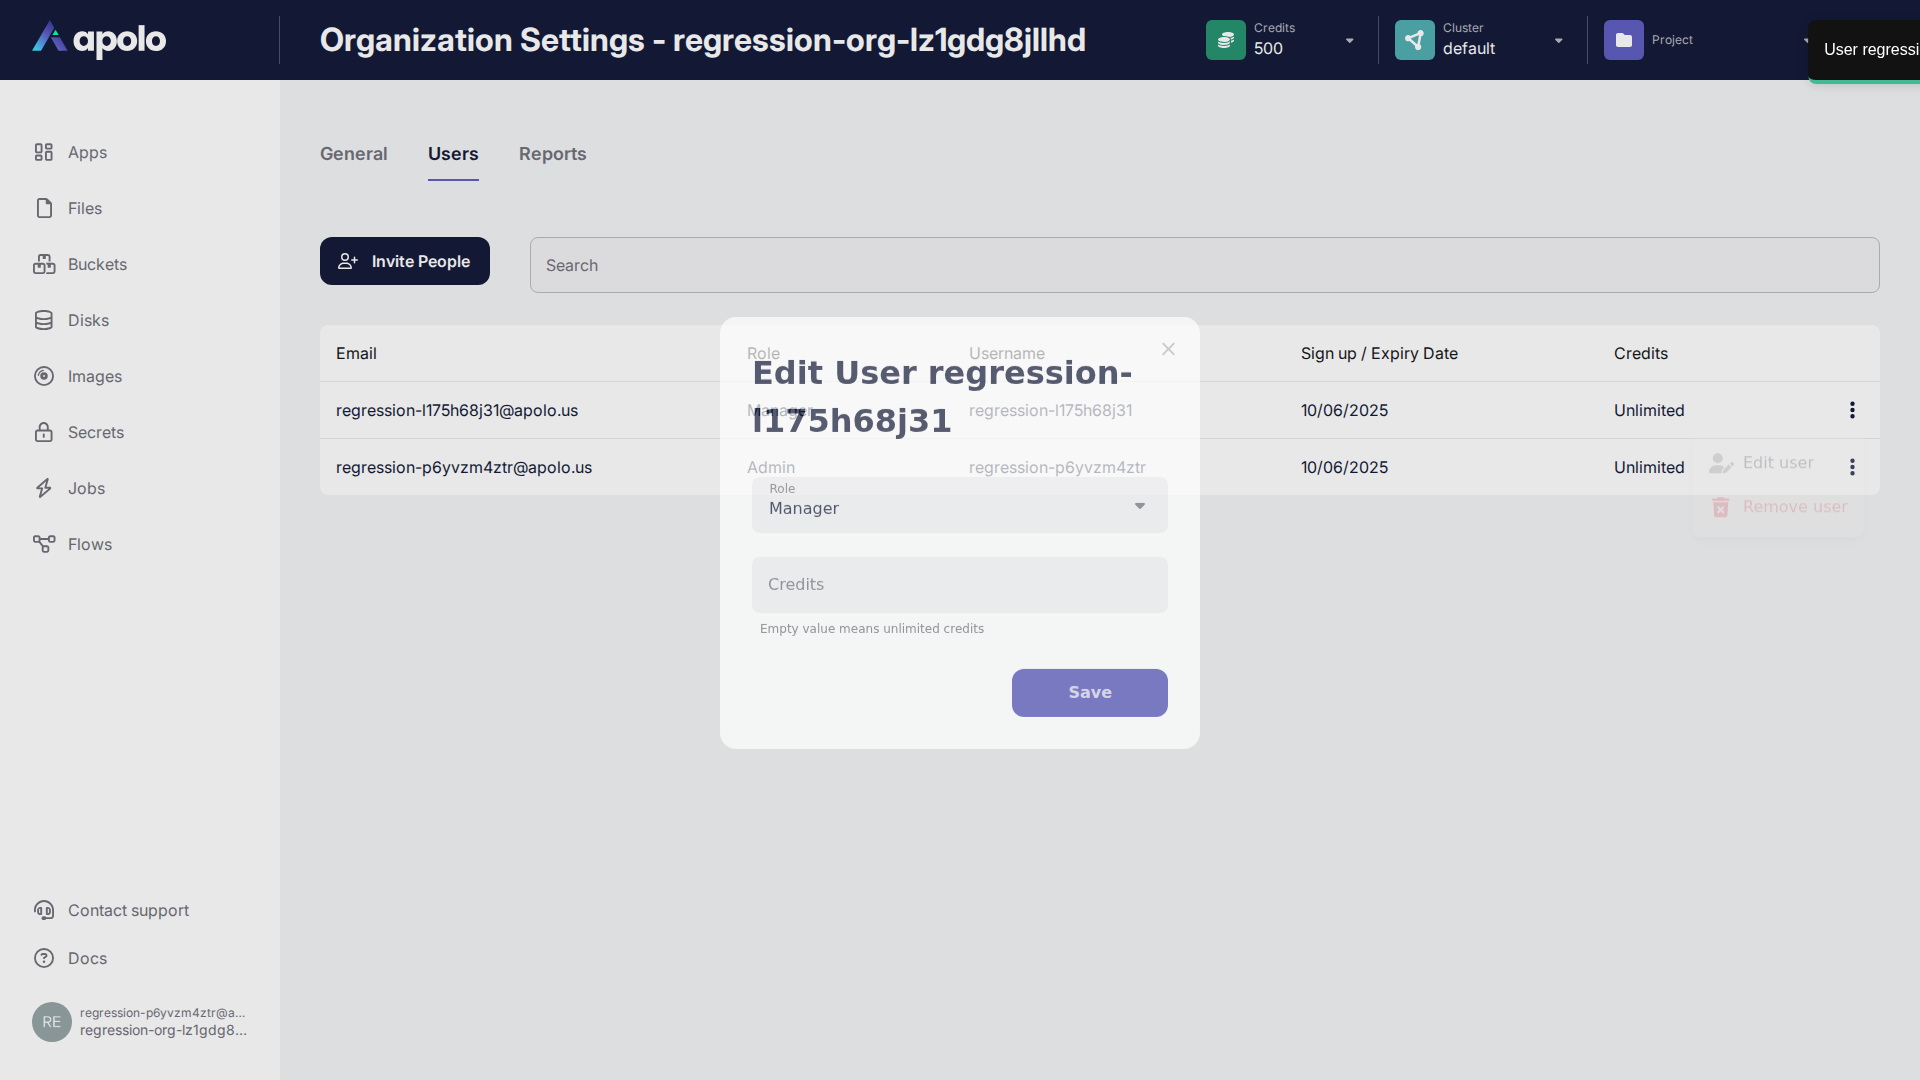 apolo
Organization Settings - regression-org-lz1gdg8jllhd
Credits
500
Cluster
default
Project
User regressi
Apps
Files
Buckets
Disks
Images
Secrets
Jobs
Flows
Contact support
Docs
RE
regression-p6yvzm4ztr@a...
regression-org-lz1gdg8...
General
Users
Reports
Invite People
Search
Email
Role
Username
Sign up / Expiry Date
Credits
regression-l175h68j31@apolo.us
Manager
regression-l175h68j31
10/06/2025
Unlimited
regression-p6yvzm4ztr@apolo.us
Admin
regression-p6yvzm4ztr
10/06/2025
Unlimited
Edit user
Remove user
Edit User regression-
l175h68j31
Role
Manager
Credits
Empty value means unlimited credits
Save